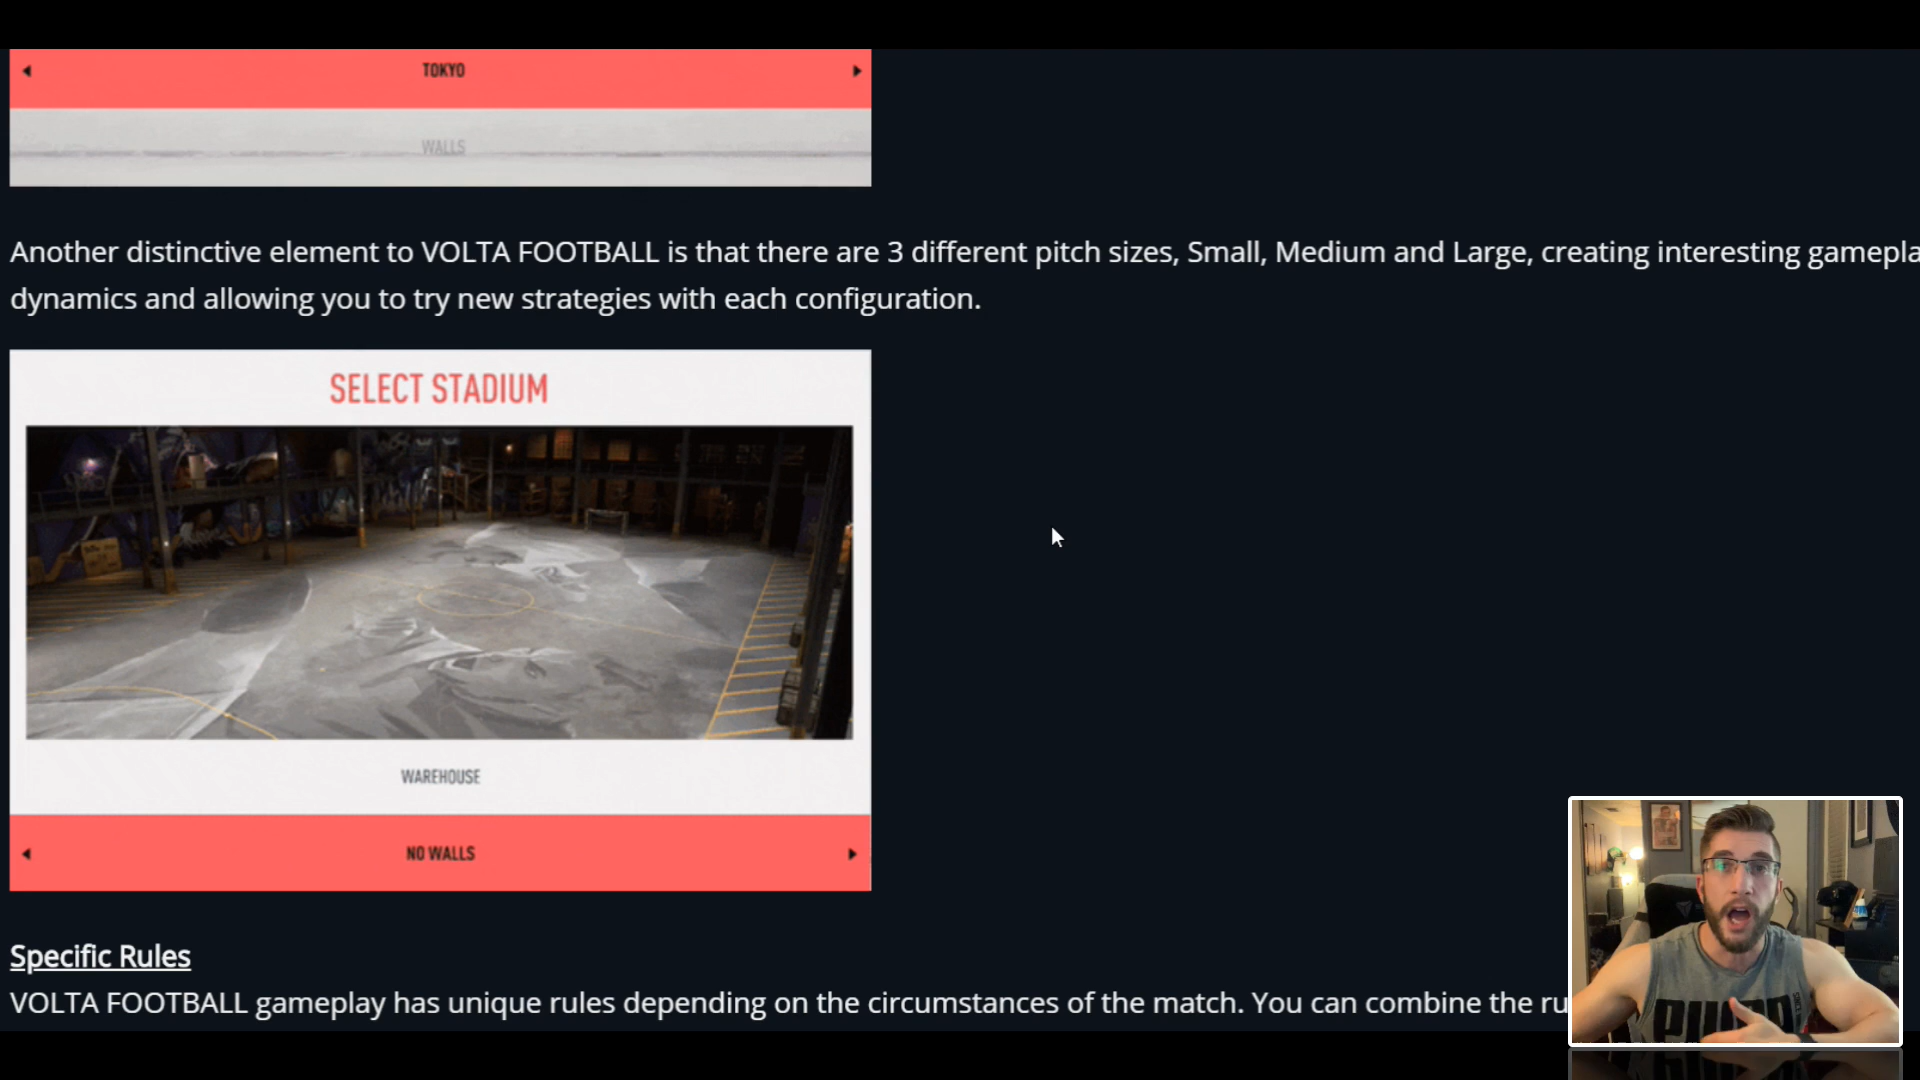 TOKYO
WALLS
Another distinctive element to VOLTA FOOTBALL is that there are 3 different pitch sizes, Small, Medium and Large, creating interesting gamepla
dynamics and allowing you to try new strategies with each configuration.
SELECT STADIUM
WAREHOUSE
NO WALLS
Specific Rules
VOLTA FOOTBALL gameplay has unique rules depending on the circumstances of the match. You can combine the ru